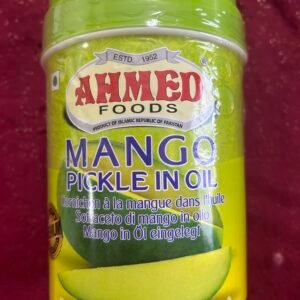 ESTD. 1952
AHMED
FOODS
PRODUCT OF ISLAMIC REPUBLIC OF PAKISTAN
MANGO
PICKLE IN OIL
Cornichon à la mangue dans l'huile
Sottaceto di mango in olio
Mango in Öl eingelegt